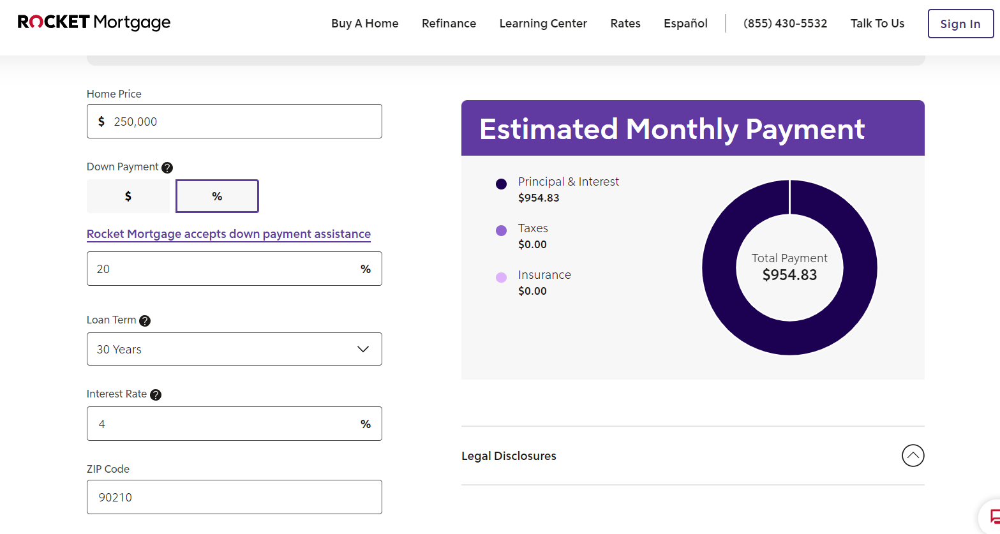 ROCKET Mortgage
Buy A Home Refinance Learning Center Rates Español (855) 430-5532 Talk To Us Sign In
Home Price
$ 250,000
Down Payment ?
$ %
Rocket Mortgage accepts down payment assistance
20 %
Loan Term ?
30 Years
Interest Rate ?
4 %
ZIP Code
90210
Estimated Monthly Payment
Principal & Interest
$954.83
Taxes
$0.00
Insurance
$0.00
Total Payment
$954.83
Legal Disclosures